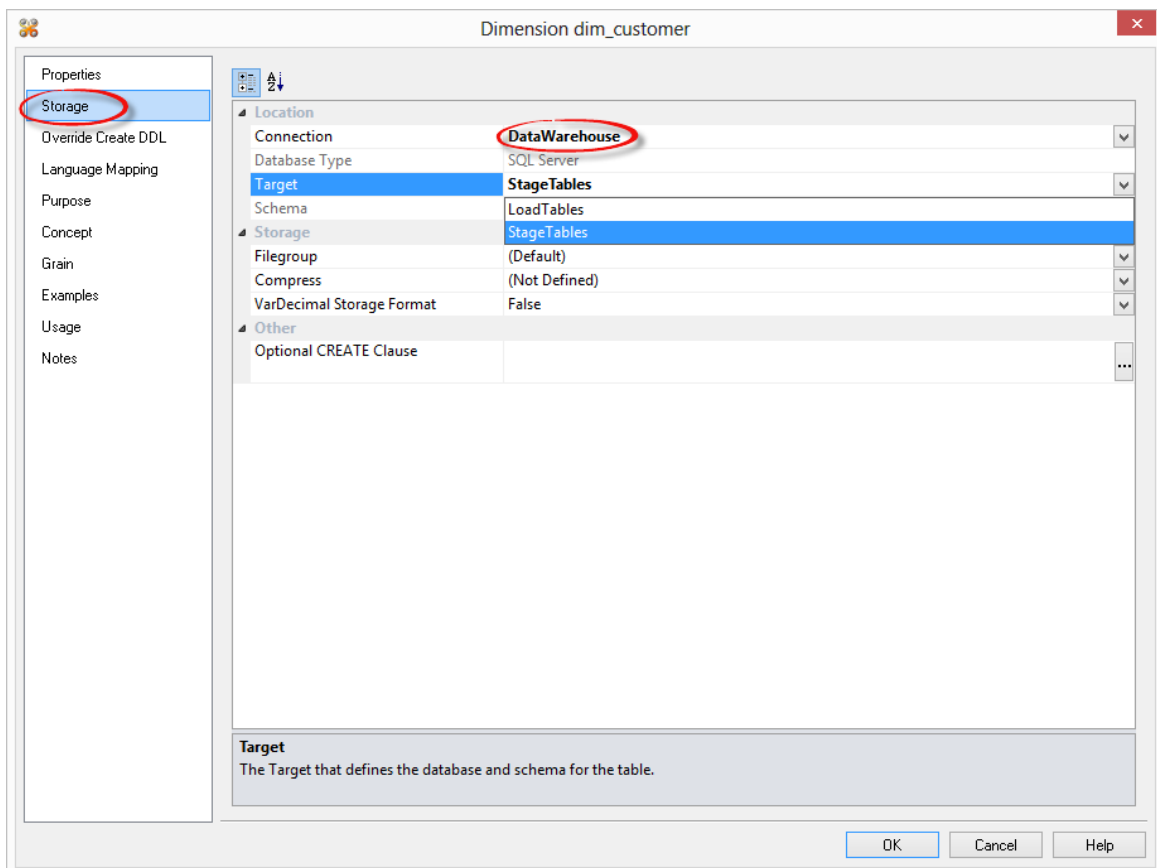 Dimension dim_customer
Properties
Storage
Override Create DDL
Language Mapping
Purpose
Concept
Grain
Examples
Usage
Notes
Location
Connection DataWarehouse
Database Type SQL Server
Target StageTables
Schema LoadTables
Storage StageTables
Filegroup (Default)
Compress (Not Defined)
VarDecimal Storage Format False
Other
Optional CREATE Clause ...
Target
The Target that defines the database and schema for the table.
OK Cancel Help